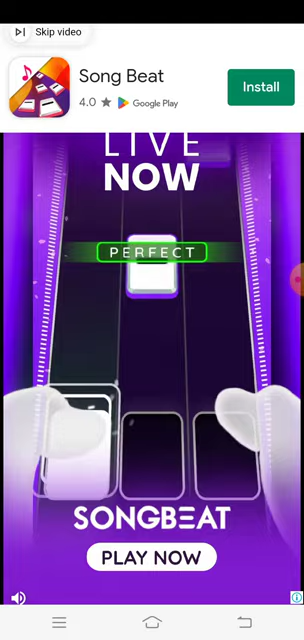 Skip video
Song Beat
4.0 ★ Google Play
Install
LIVE
NOW
PERFECT
SONGBEAT
PLAY NOW